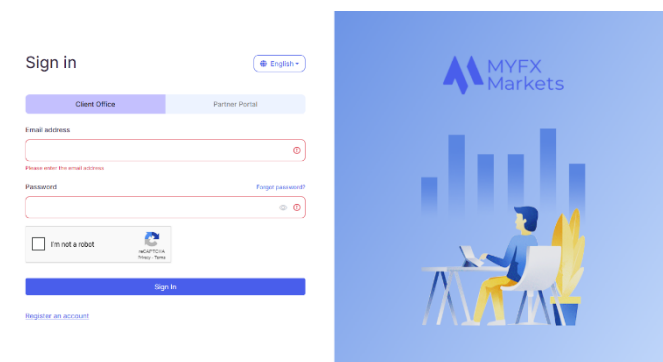 Sign in
English
Client Office
Partner Portal
Email address
Please enter the email address
Password
Forgot password?
I'm not a robot
reCAPTCHA
Privacy - Terms
Sign In
Register an account
MYFX
Markets